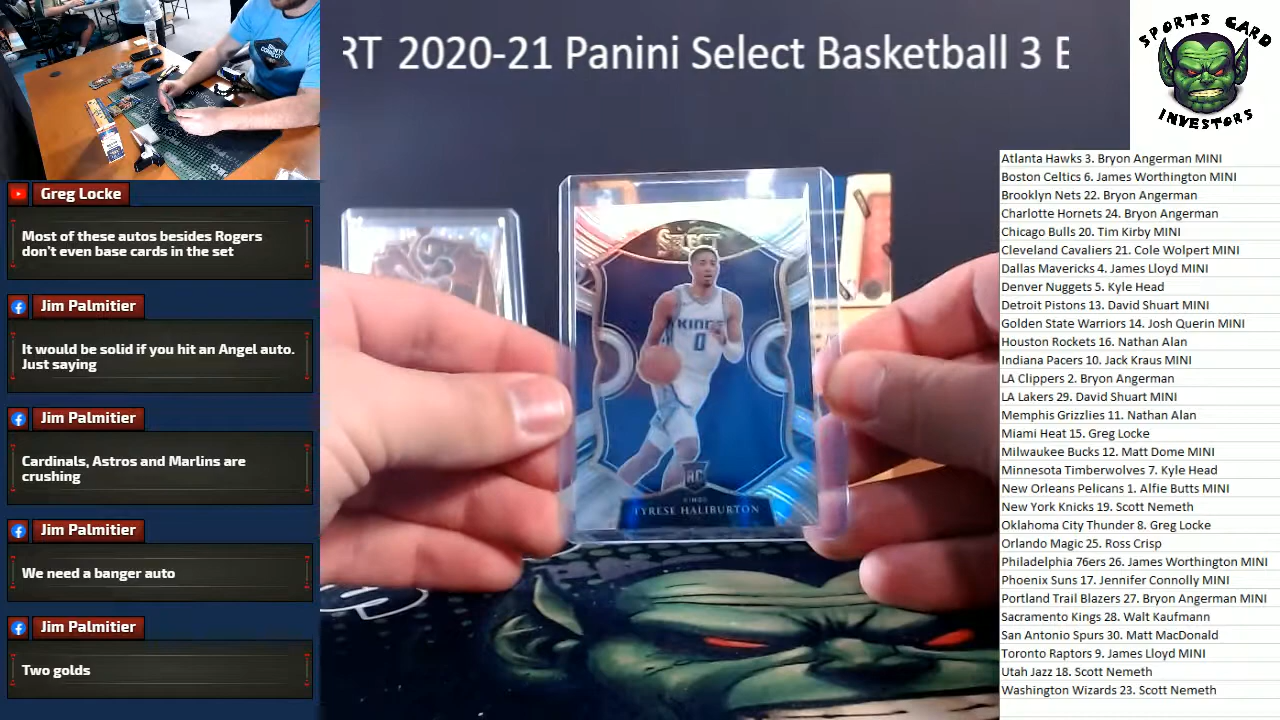 RT 2020-21 Panini Select Basketball 3 B
SPORTS CARD
INVESTORS
Greg Locke
Most of these autos besides Rogers
don't even base cards in the set
Jim Palmitier
It would be solid if you hit an Angel auto.
Just saying
Jim Palmitier
Cardinals, Astros and Marlins are
crushing
Jim Palmitier
We need a banger auto
Jim Palmitier
Two golds
SELECT
KINGS
0
RC
KINGS
TYRESE HALIBURTON
Atlanta Hawks 3. Bryon Angerman MINI
Boston Celtics 6. James Worthington MINI
Brooklyn Nets 22. Bryon Angerman
Charlotte Hornets 24. Bryon Angerman
Chicago Bulls 20. Tim Kirby MINI
Cleveland Cavaliers 21. Cole Wolpert MINI
Dallas Mavericks 4. James Lloyd MINI
Denver Nuggets 5. Kyle Head
Detroit Pistons 13. David Shuart MINI
Golden State Warriors 14. Josh Querin MINI
Houston Rockets 16. Nathan Alan
Indiana Pacers 10. Jack Kraus MINI
LA Clippers 2. Bryon Angerman
LA Lakers 29. David Shuart MINI
Memphis Grizzlies 11. Nathan Alan
Miami Heat 15. Greg Locke
Milwaukee Bucks 12. Matt Dome MINI
Minnesota Timberwolves 7. Kyle Head
New Orleans Pelicans 1. Alfie Butts MINI
New York Knicks 19. Scott Nemeth
Oklahoma City Thunder 8. Greg Locke
Orlando Magic 25. Ross Crisp
Philadelphia 76ers 26. James Worthington MINI
Phoenix Suns 17. Jennifer Connolly MINI
Portland Trail Blazers 27. Bryon Angerman MINI
Sacramento Kings 28. Walt Kaufmann
San Antonio Spurs 30. Matt MacDonald
Toronto Raptors 9. James Lloyd MINI
Utah Jazz 18. Scott Nemeth
Washington Wizards 23. Scott Nemeth